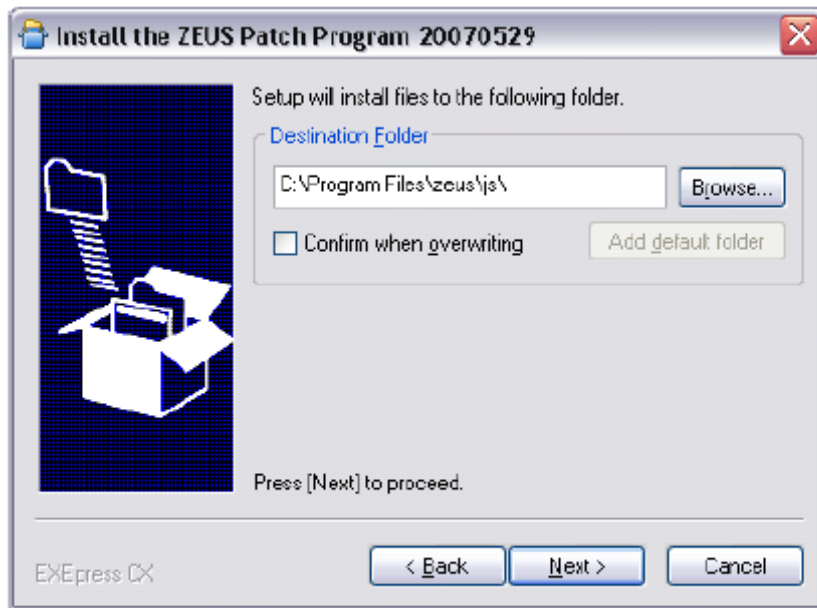 Install the ZEUS Patch Program 20070529
Setup will install files to the following folder.
Destination Folder
C:\Program Files\zeus\js\
Browse...
Confirm when overwriting
Add default folder
Press [Next] to proceed.
EXEpress CX
< Back
Next >
Cancel